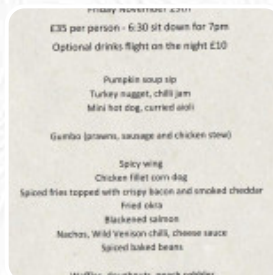 Friday November 25th
£35 per person - 6:30 sit down for 7pm
Optional drinks flight on the night £10
Pumpkin soup sip
Turkey nugget, chilli jam
Mini hot dog, curried aioli
Gumbo (prawns, sausage and chicken stew)
Spicy wing
Chicken fillet corn dog
Spiced fries topped with crispy bacon and smoked cheddar
Fried okra
Blackened salmon
Nachos, Wild Venison chilli, cheese sauce
Spiced baked beans